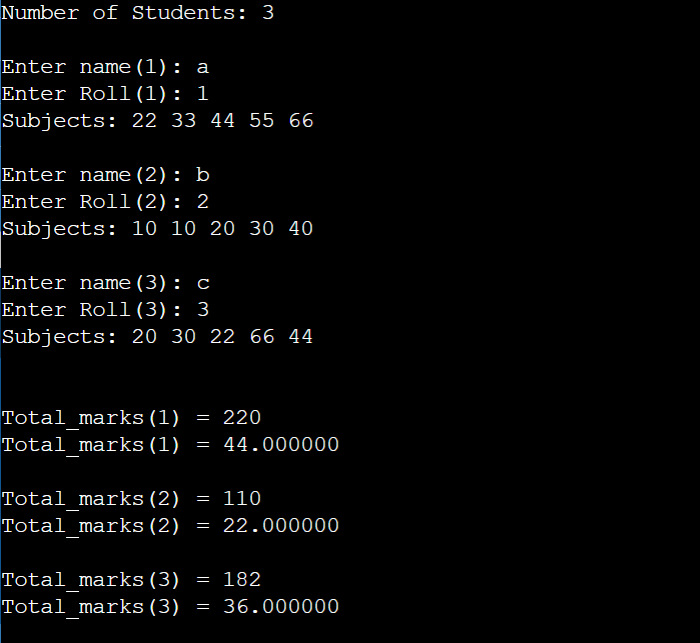 Number of Students: 3
Enter name(1): a
Enter Roll(1): 1
Subjects: 22 33 44 55 66
Enter name(2): b
Enter Roll(2): 2
Subjects: 10 10 20 30 40
Enter name(3): c
Enter Roll(3): 3
Subjects: 20 30 22 66 44
Total_marks(1) = 220
Total_marks(1) = 44.000000
Total_marks(2) = 110
Total_marks(2) = 22.000000
Total_marks(3) = 182
Total_marks(3) = 36.000000